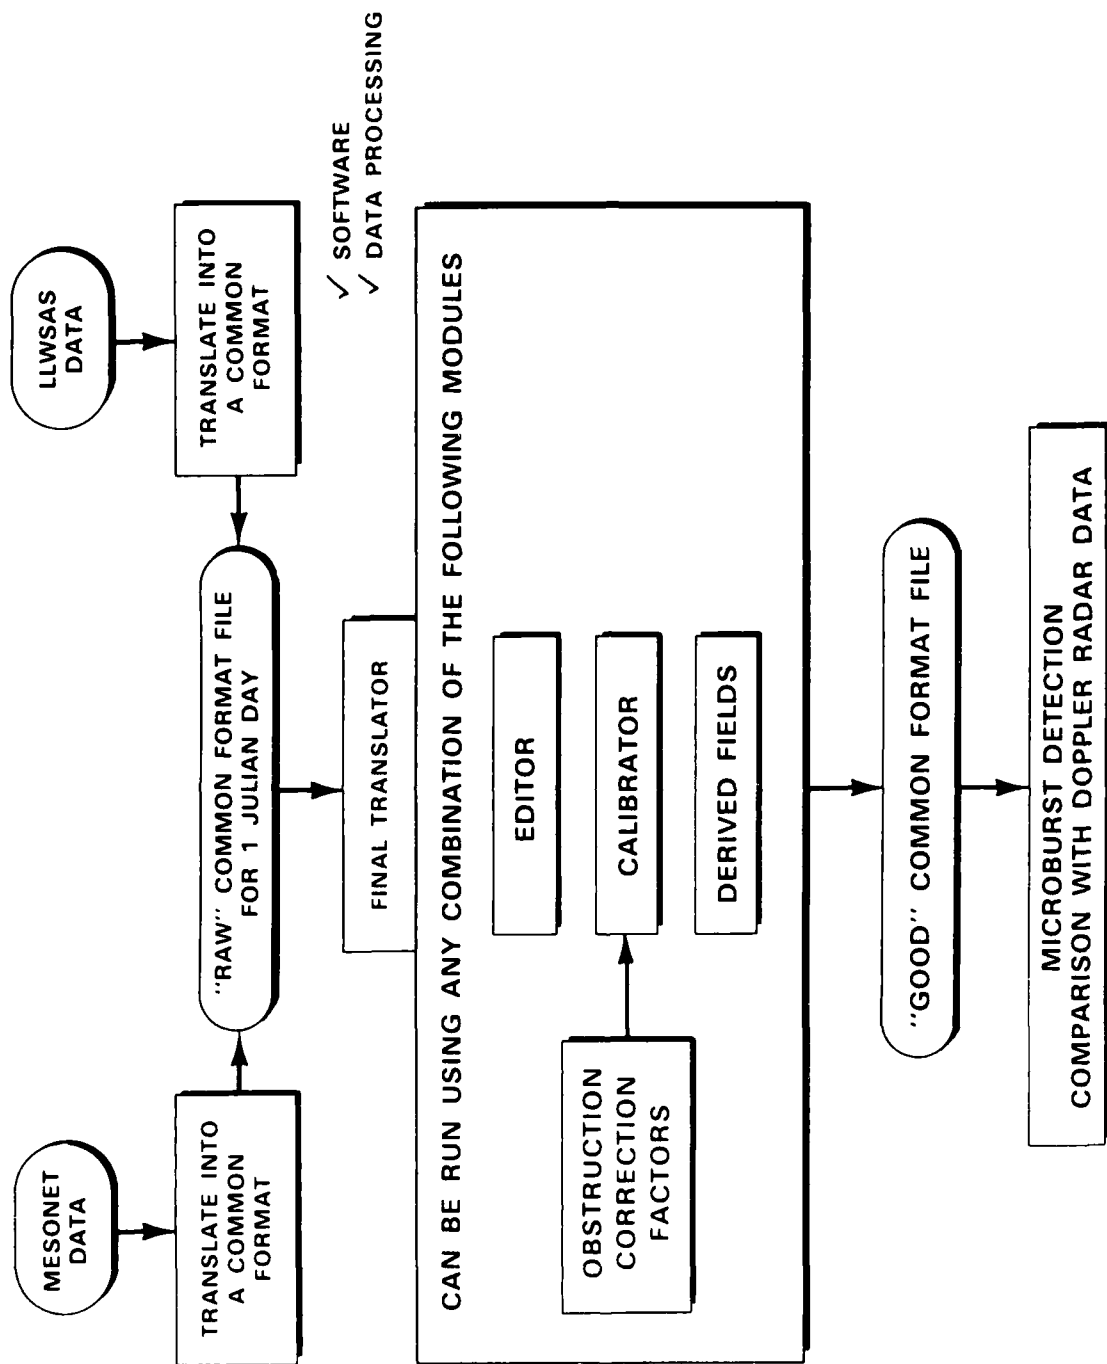 MESONET
DATA
LLWSAS
DATA
TRANSLATE INTO
A COMMON
FORMAT
"RAW" COMMON FORMAT FILE
FOR 1 JULIAN DAY
TRANSLATE INTO
A COMMON
FORMAT
FINAL TRANSLATOR
✓ SOFTWARE
✓ DATA PROCESSING
CAN BE RUN USING ANY COMBINATION OF THE FOLLOWING MODULES
EDITOR
OBSTRUCTION
CORRECTION
FACTORS
CALIBRATOR
DERIVED FIELDS
"GOOD" COMMON FORMAT FILE
MICROBURST DETECTION
COMPARISON WITH DOPPLER RADAR DATA